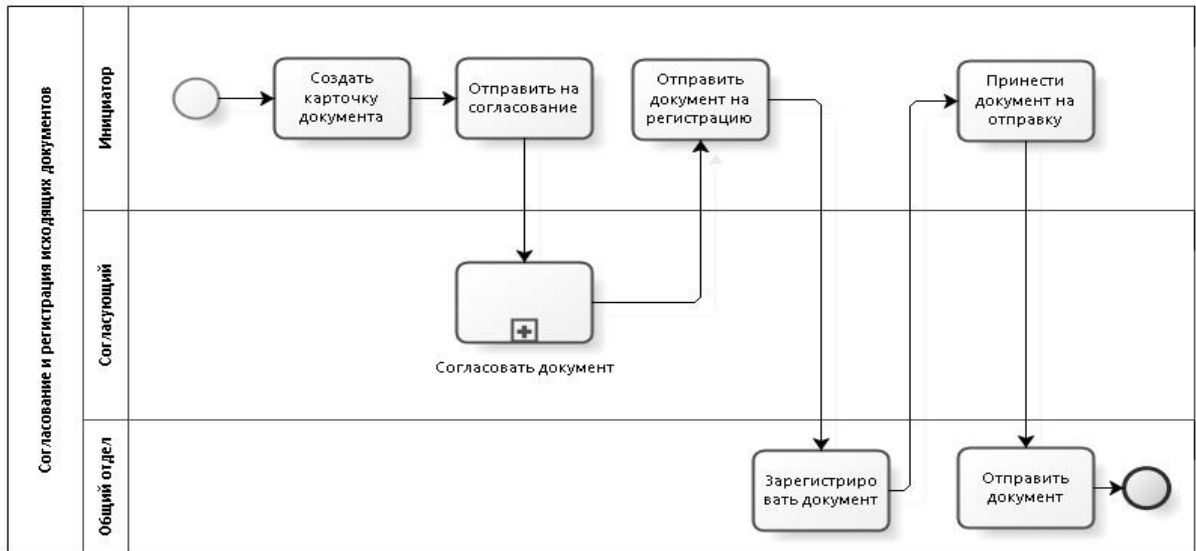 Согласование и регистрация исходящих документов
Инициатор
Создать
карточку
документа
Отправить на
согласование
Отправить
документ на
регистрацию
Принести
документ на
отправку
Согласующий
Согласовать документ
Общий отдел
Зарегистриро
вать документ
Отправить
документ